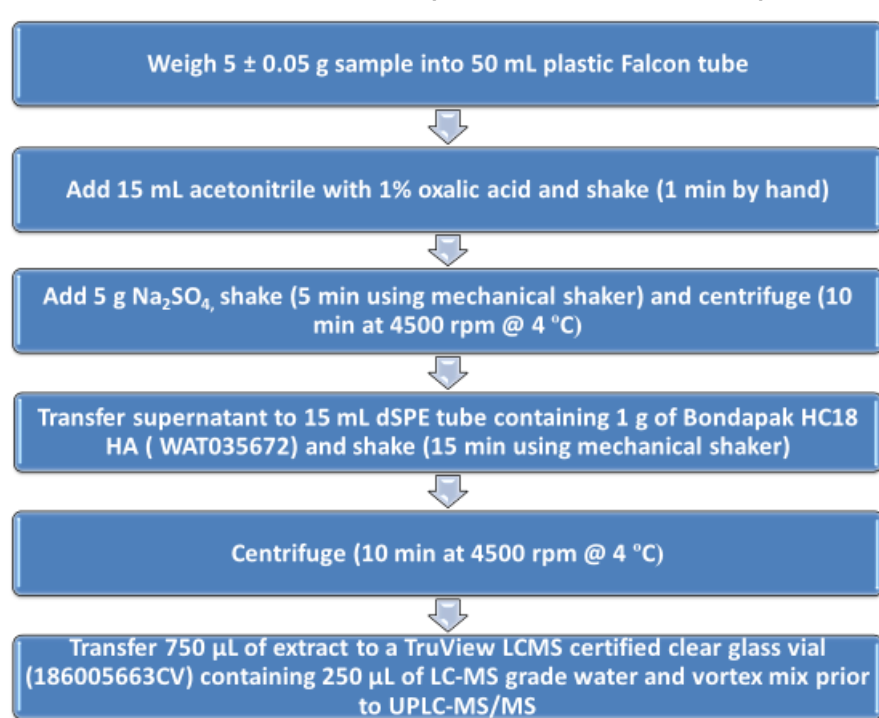 Weigh 5 ± 0.05 g sample into 50 mL plastic Falcon tube
Add 15 mL acetonitrile with 1% oxalic acid and shake (1 min by hand)
Add 5 g Na₂SO₄, shake (5 min using mechanical shaker) and centrifuge (10
min at 4500 rpm @ 4 °C)
Transfer supernatant to 15 mL dSPE tube containing 1 g of Bondapak HC18
HA ( WAT035672) and shake (15 min using mechanical shaker)
Centrifuge (10 min at 4500 rpm @ 4 °C)
Transfer 750 µL of extract to a TruView LCMS certified clear glass vial
(186005663CV) containing 250 µL of LC-MS grade water and vortex mix prior
to UPLC-MS/MS